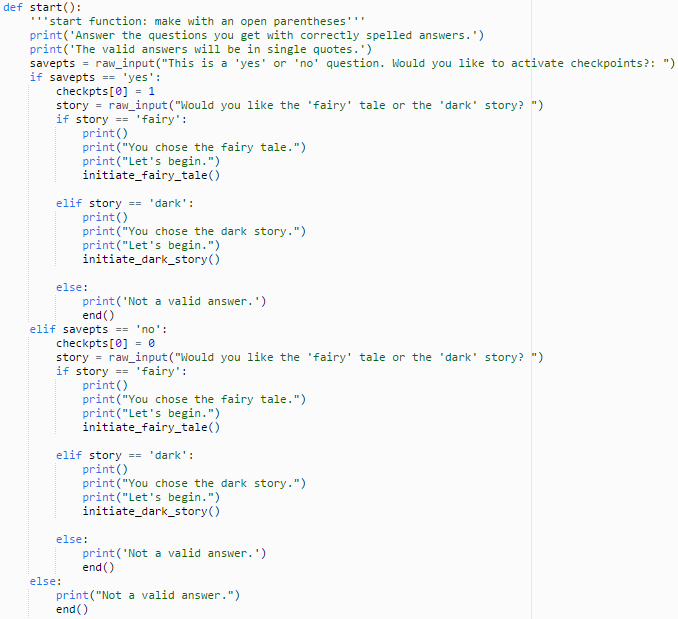 def start():
    '''start function: make with an open parentheses'''
    print('Answer the questions you get with correctly spelled answers.')
    print('The valid answers will be in single quotes.')
    savepts = raw_input("This is a 'yes' or 'no' question. Would you like to activate checkpoints?: ")
    if savepts == 'yes':
        checkpts[0] = 1
        story = raw_input("Would you like the 'fairy' tale or the 'dark' story? ")
        if story == 'fairy':
            print()
            print("You chose the fairy tale.")
            print("Let's begin.")
            initiate_fairy_tale()

        elif story == 'dark':
            print()
            print("You chose the dark story.")
            print("Let's begin.")
            initiate_dark_story()

        else:
            print('Not a valid answer.')
            end()
    elif savepts == 'no':
        checkpts[0] = 0
        story = raw_input("Would you like the 'fairy' tale or the 'dark' story? ")
        if story == 'fairy':
            print()
            print("You chose the fairy tale.")
            print("Let's begin.")
            initiate_fairy_tale()

        elif story == 'dark':
            print()
            print("You chose the dark story.")
            print("Let's begin.")
            initiate_dark_story()

        else:
            print('Not a valid answer.')
            end()
    else:
        print("Not a valid answer.")
        end()